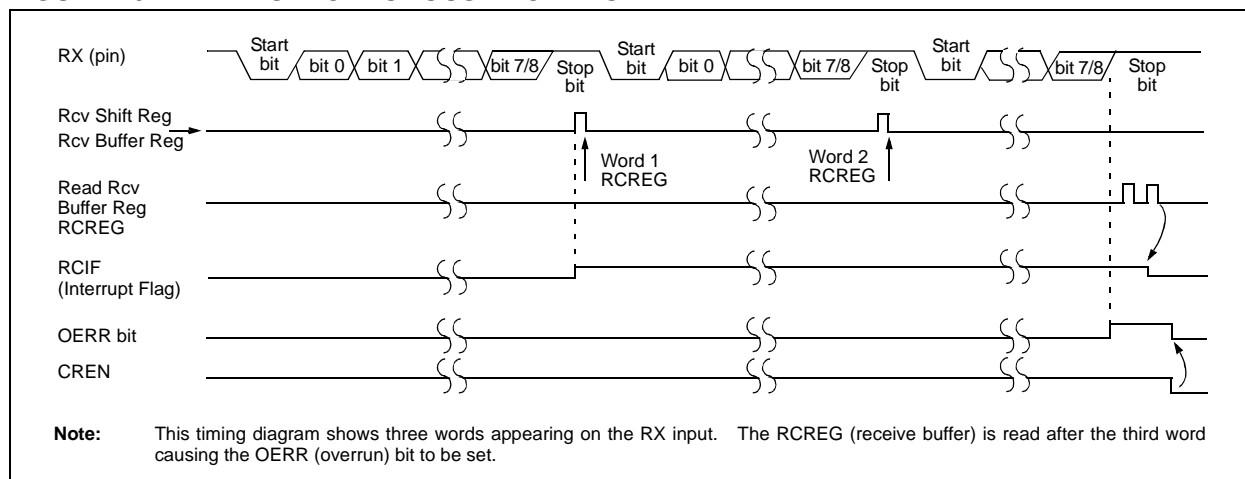 RX (pin)
Start
bit
bit 0
bit 1
bit 7/8
Stop
bit
Start
bit
bit 0
bit 7/8
Stop
bit
Start
bit
bit 7/8
Stop
bit
Rcv Shift Reg
Rcv Buffer Reg
Word 1
RCREG
Word 2
RCREG
Read Rcv
Buffer Reg
RCREG
RCIF
(Interrupt Flag)
OERR bit
CREN
Note: This timing diagram shows three words appearing on the RX input. The RCREG (receive buffer) is read after the third word
causing the OERR (overrun) bit to be set.